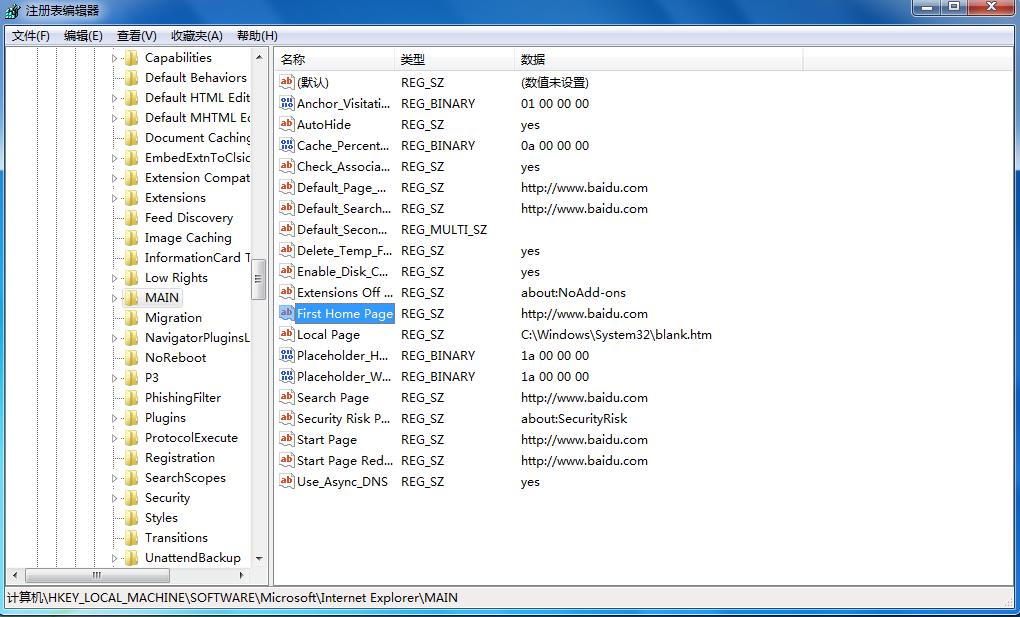 注册表编辑器
文件(F) 编辑(E) 查看(V) 收藏夹(A) 帮助(H)
Capabilities
Default Behaviors
Default HTML Edit
Default MHTML Ec
Document Caching
EmbedExtnToClsic
Extension Compat
Extensions
Feed Discovery
Image Caching
InformationCard T
Low Rights
MAIN
Migration
NavigatorPluginsL
NoReboot
P3
PhishingFilter
Plugins
ProtocolExecute
Registration
SearchScopes
Security
Styles
Transitions
UnattendBackup
名称 类型 数据
(默认) REG_SZ (数值未设置)
Anchor_Visitati... REG_BINARY 01 00 00 00
AutoHide REG_SZ yes
Cache_Percent... REG_BINARY 0a 00 00 00
Check_Associa... REG_SZ yes
Default_Page_... REG_SZ http://www.baidu.com
Default_Search... REG_SZ http://www.baidu.com
Default_Secon... REG_MULTI_SZ
Delete_Temp_F... REG_SZ yes
Enable_Disk_C... REG_SZ yes
Extensions Off ... REG_SZ about:NoAdd-ons
First Home Page REG_SZ http://www.baidu.com
Local Page REG_SZ C:\Windows\System32\blank.htm
Placeholder_H... REG_BINARY 1a 00 00 00
Placeholder_W... REG_BINARY 1a 00 00 00
Search Page REG_SZ http://www.baidu.com
Security Risk P... REG_SZ about:SecurityRisk
Start Page REG_SZ http://www.baidu.com
Start Page Red... REG_SZ http://www.baidu.com
Use_Async_DNS REG_SZ yes
计算机\HKEY_LOCAL_MACHINE\SOFTWARE\Microsoft\Internet Explorer\MAIN